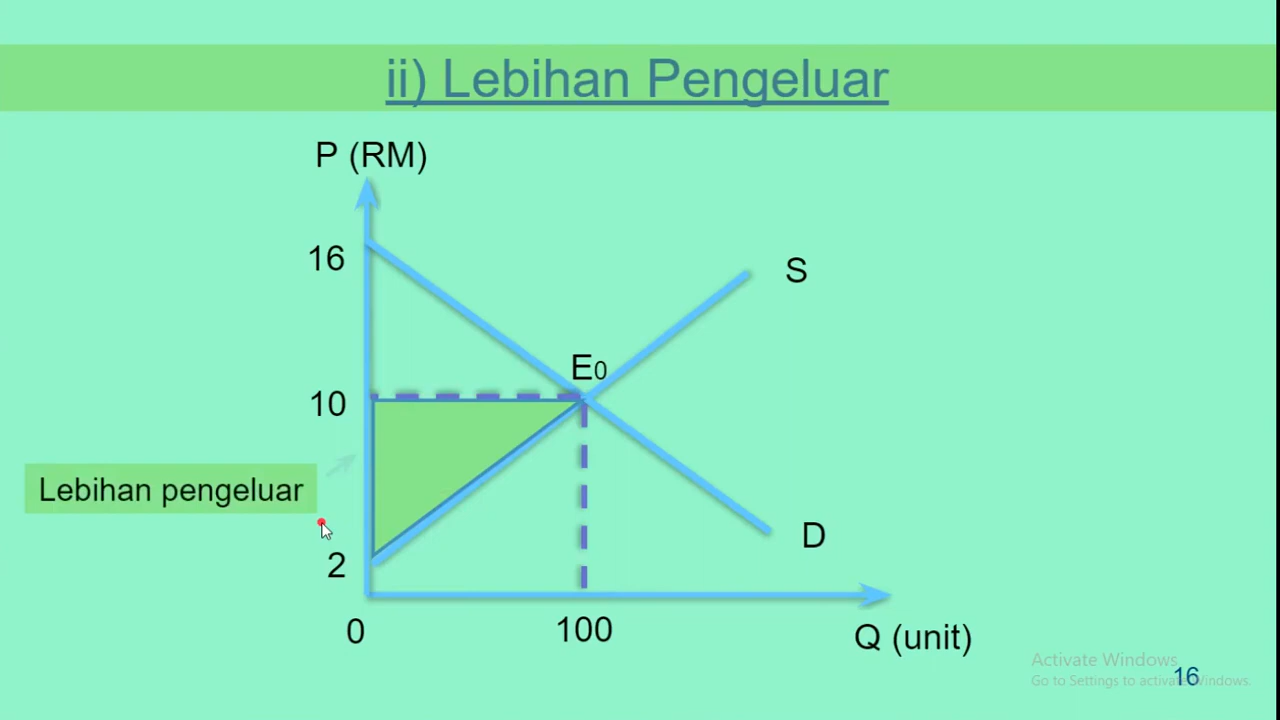 ii) Lebihan Pengeluar
P (RM)
16
S
E0
10
Lebihan pengeluar
2
D
0
100
Q (unit)
Activate Windows
Go to Settings to activate Windows.
16